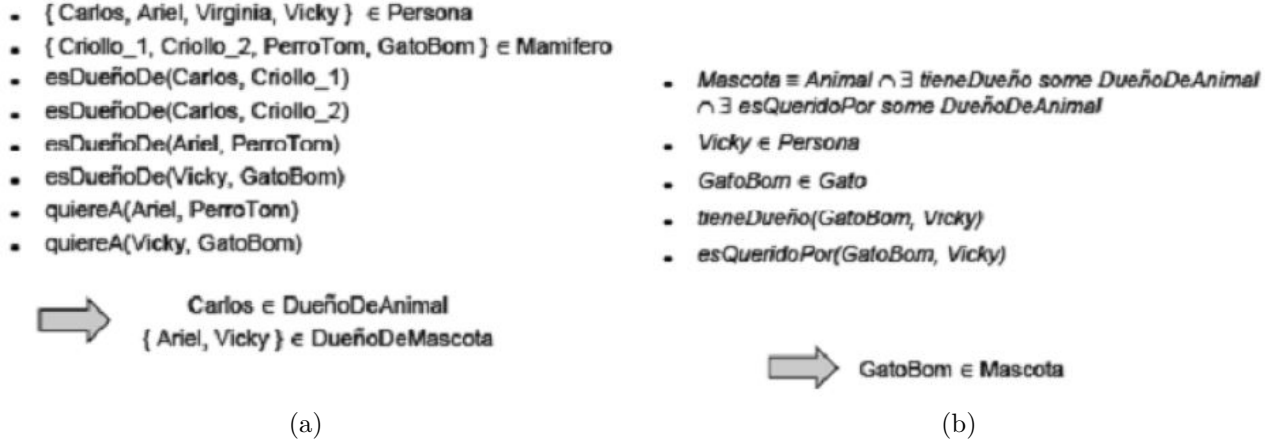 • { Carlos, Ariel, Virginia, Vicky } ∈ Persona
• { Criollo_1, Criollo_2, PerroTom, GatoBom } ∈ Mamifero
• esDueñoDe(Carlos, Criollo_1)
• esDueñoDe(Carlos, Criollo_2)
• esDueñoDe(Ariel, PerroTom)
• esDueñoDe(Vicky, GatoBom)
• quiereA(Ariel, PerroTom)
• quiereA(Vicky, GatoBom)
Carlos ∈ DueñoDeAnimal
{ Ariel, Vicky } ∈ DueñoDeMascota
(a)
• Mascota ≡ Animal ∩ ∃ tieneDueño some DueñoDeAnimal
∩ ∃ esQueridoPor some DueñoDeAnimal
• Vicky ∈ Persona
• GatoBom ∈ Gato
• tieneDueño(GatoBom, Vicky)
• esQueridoPor(GatoBom, Vicky)
GatoBom ∈ Mascota
(b)